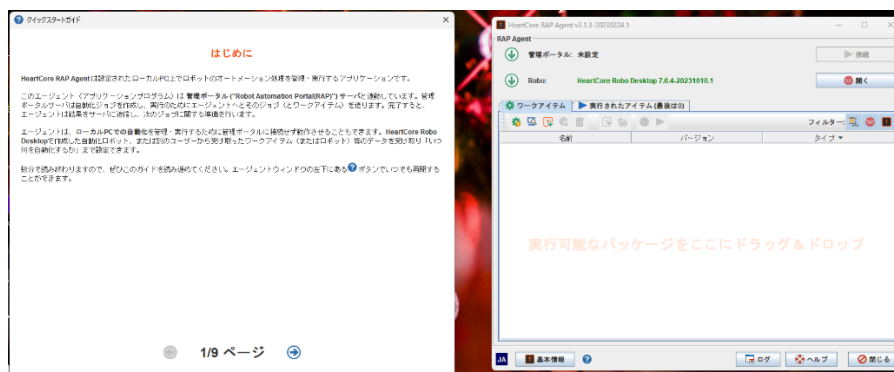 クイックスタートガイド
はじめに
HeartCore RAP Agentは設定されたローカルPC上でロボットのオートメーション処理を管理・実行するアプリケーションです。
このエージェント（アプリケーションプログラム）は 管理ポータル ("Robot Automation Portal(RAP)") サーバと連動しています。管理
ポータルサーバは自動化ジョブを作成し、実行のためにエージェントへとそのジョブ（とワークアイテム）を送ります。完了すると、
エージェントは結果をサーバに返信し、次のジョブに関する準備を行います。
エージェントは、ローカルPCでの自動化を管理・実行するために管理ポータルに接続せず動作させることもできます。HeartCore Robo
Desktopで作成した自動化ロボット、または別のユーザーから受け取ったワークアイテム（またはロボット）等のデータを受け取り「いつ
何を自動化するか」まで設定できます。
数分で読み終わりますので、ぜひこのガイドを読み進めてください。エージェントウィンドウの左下にある ? ボタンでいつでも再開する
ことができます。
1/9 ページ
HeartCore RAP Agent v3.1.3-20230224.1
RAP Agent
管理ポータル: 未設定
接続
Robo: HeartCore Robo Desktop 7.0.4-20231010.1
開く
ワークアイテム
実行されたアイテム (最後は0)
フィルター:
名前 バージョン タイプ
実行可能なパッケージをここにドラッグ＆ドロップ
JA 基本情報 ? ログ ヘルプ 閉じる